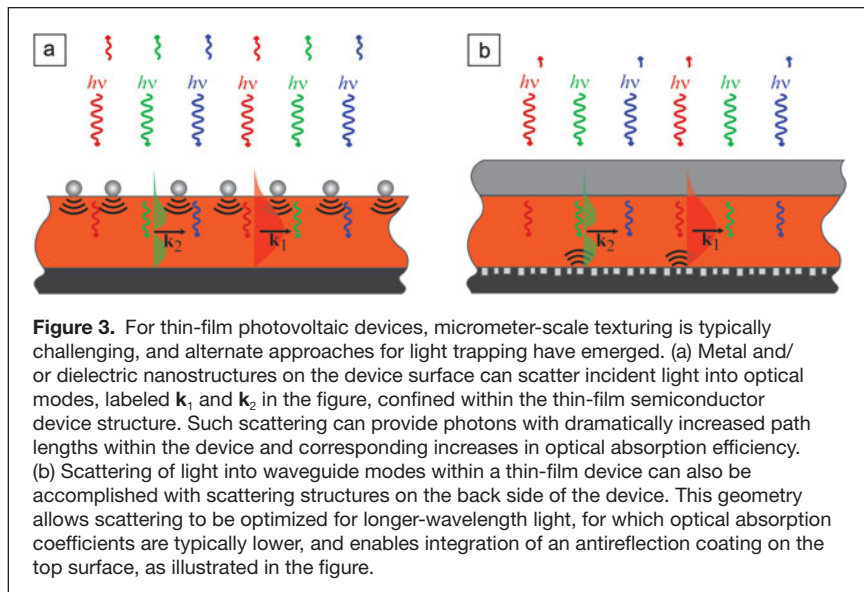 a
b
hν hν hν hν hν hν
hν hν hν hν hν hν
k2 k1
k2 k1
Figure 3. For thin-film photovoltaic devices, micrometer-scale texturing is typically
challenging, and alternate approaches for light trapping have emerged. (a) Metal and/
or dielectric nanostructures on the device surface can scatter incident light into optical
modes, labeled k1 and k2 in the figure, confined within the thin-film semiconductor
device structure. Such scattering can provide photons with dramatically increased path
lengths within the device and corresponding increases in optical absorption efficiency.
(b) Scattering of light into waveguide modes within a thin-film device can also be
accomplished with scattering structures on the back side of the device. This geometry
allows scattering to be optimized for longer-wavelength light, for which optical absorption
coefficients are typically lower, and enables integration of an antireflection coating on the
top surface, as illustrated in the figure.